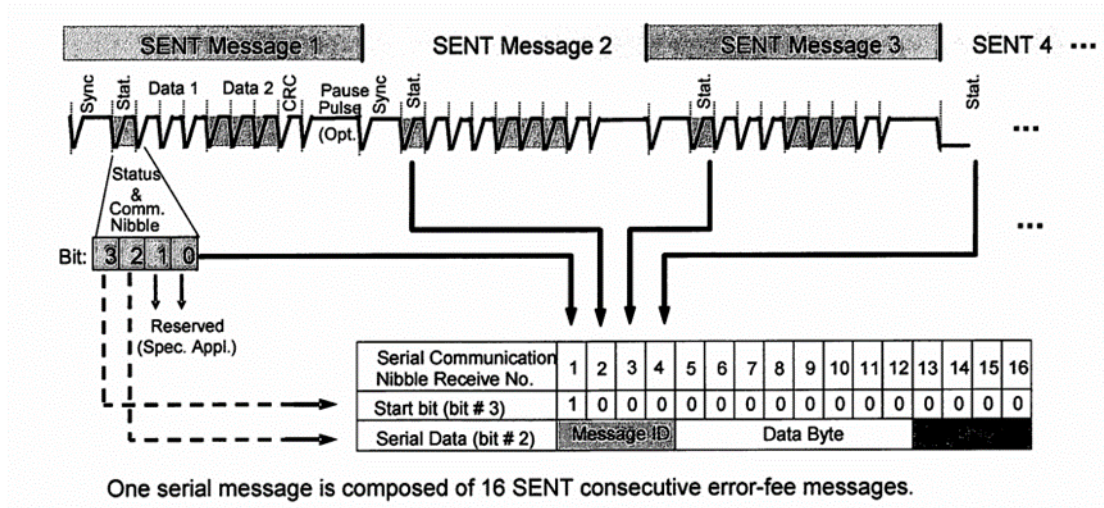 SENT Message 1 SENT Message 2 SENT Message 3 SENT 4 ...
Sync Stat. Data 1 Data 2 CRC Pause Pulse (Opt. Sync Stat. Stat. Stat.
...
Status
&
Comm.
Nibble
...
Bit: 3 2 1 0
Reserved
(Spec. Appl.)
Serial Communication Nibble Receive No. 1 2 3 4 5 6 7 8 9 10 11 12 13 14 15 16
Start bit (bit # 3) 1 0 0 0 0 0 0 0 0 0 0 0 0 0 0 0
Serial Data (bit # 2) Message ID Data Byte
One serial message is composed of 16 SENT consecutive error-fee messages.